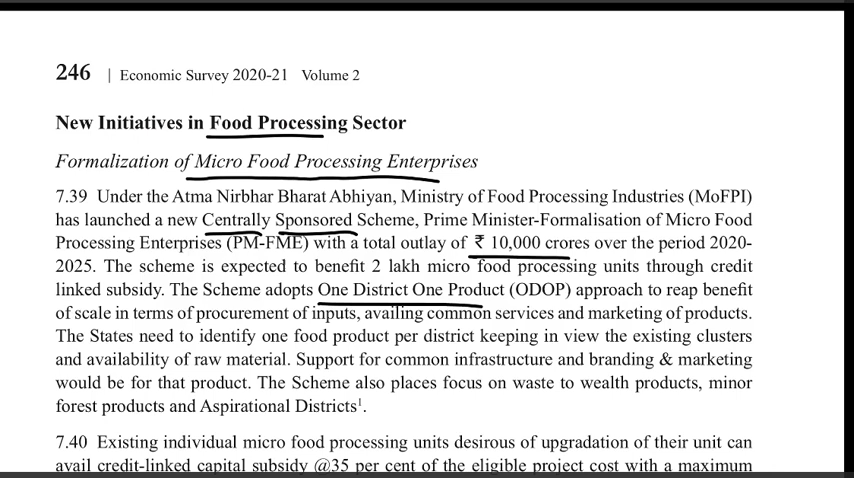 246 | Economic Survey 2020-21 Volume 2
New Initiatives in Food Processing Sector
Formalization of Micro Food Processing Enterprises
7.39 Under the Atma Nirbhar Bharat Abhiyan, Ministry of Food Processing Industries (MoFPI)
has launched a new Centrally Sponsored Scheme, Prime Minister-Formalisation of Micro Food
Processing Enterprises (PM-FME) with a total outlay of ₹ 10,000 crores over the period 2020-
2025. The scheme is expected to benefit 2 lakh micro food processing units through credit
linked subsidy. The Scheme adopts One District One Product (ODOP) approach to reap benefit
of scale in terms of procurement of inputs, availing common services and marketing of products.
The States need to identify one food product per district keeping in view the existing clusters
and availability of raw material. Support for common infrastructure and branding & marketing
would be for that product. The Scheme also places focus on waste to wealth products, minor
forest products and Aspirational Districts¹.
7.40 Existing individual micro food processing units desirous of upgradation of their unit can
avail credit-linked capital subsidy @35 per cent of the eligible project cost with a maximum